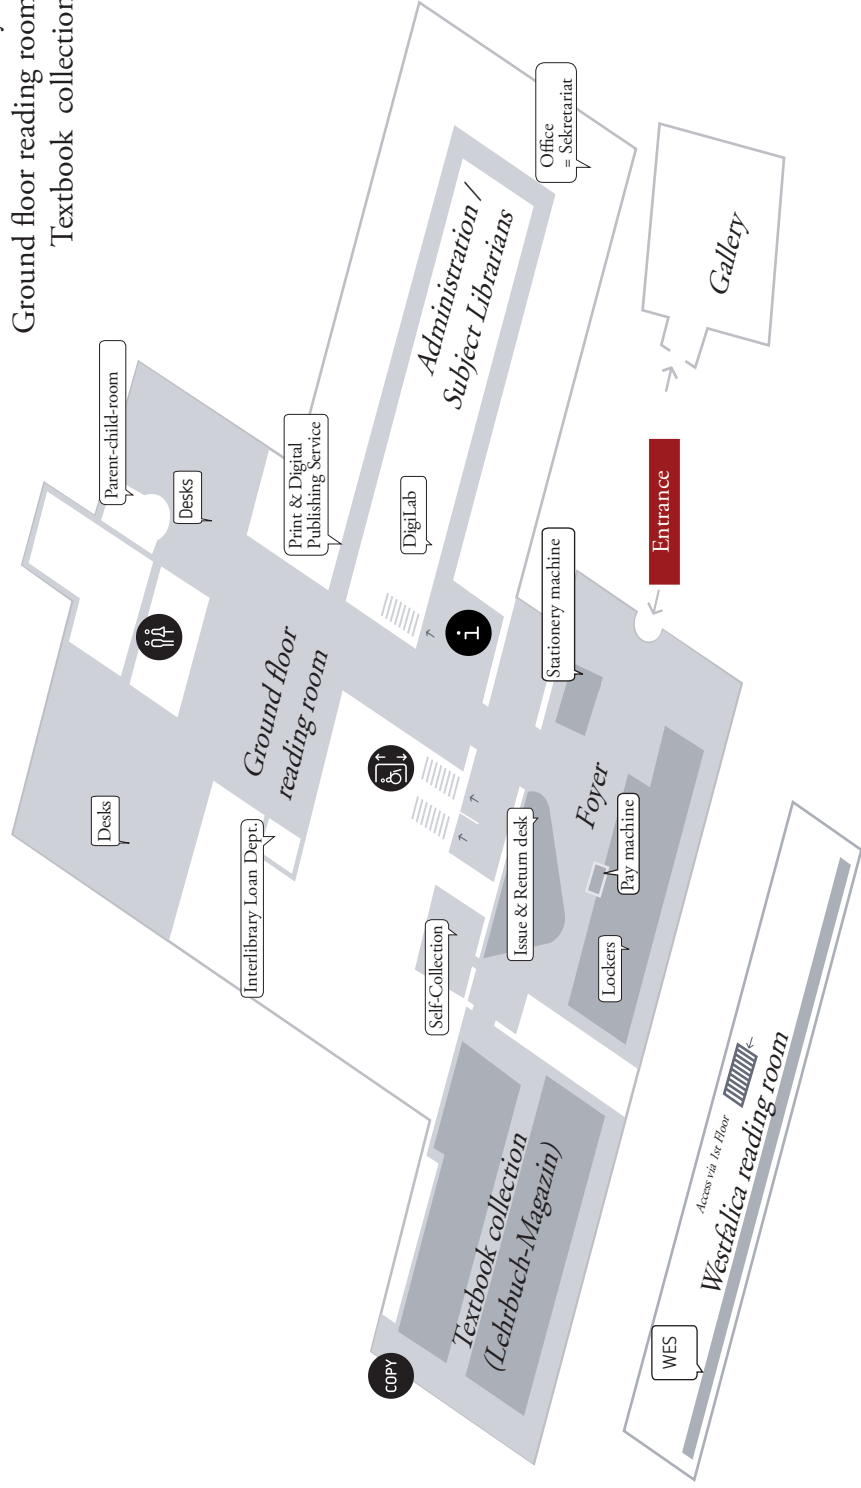 Ground floor reading room
Textbook collection
Parent-child-room
Desks
Desks
Print & Digital
Publishing Service
Office
= Sekretariat
Administration /
Subject Librarians
DigiLab
Gallery
Entrance
Ground floor
reading room
Interlibrary Loan Dept.
i
Stationery machine
Self-Collection
Issue & Return desk
Foyer
Pay machine
Lockers
Textbook collection
(Lehrbuch-Magazin)
COPY
Access via 1st Floor
Westfalica reading room
WES